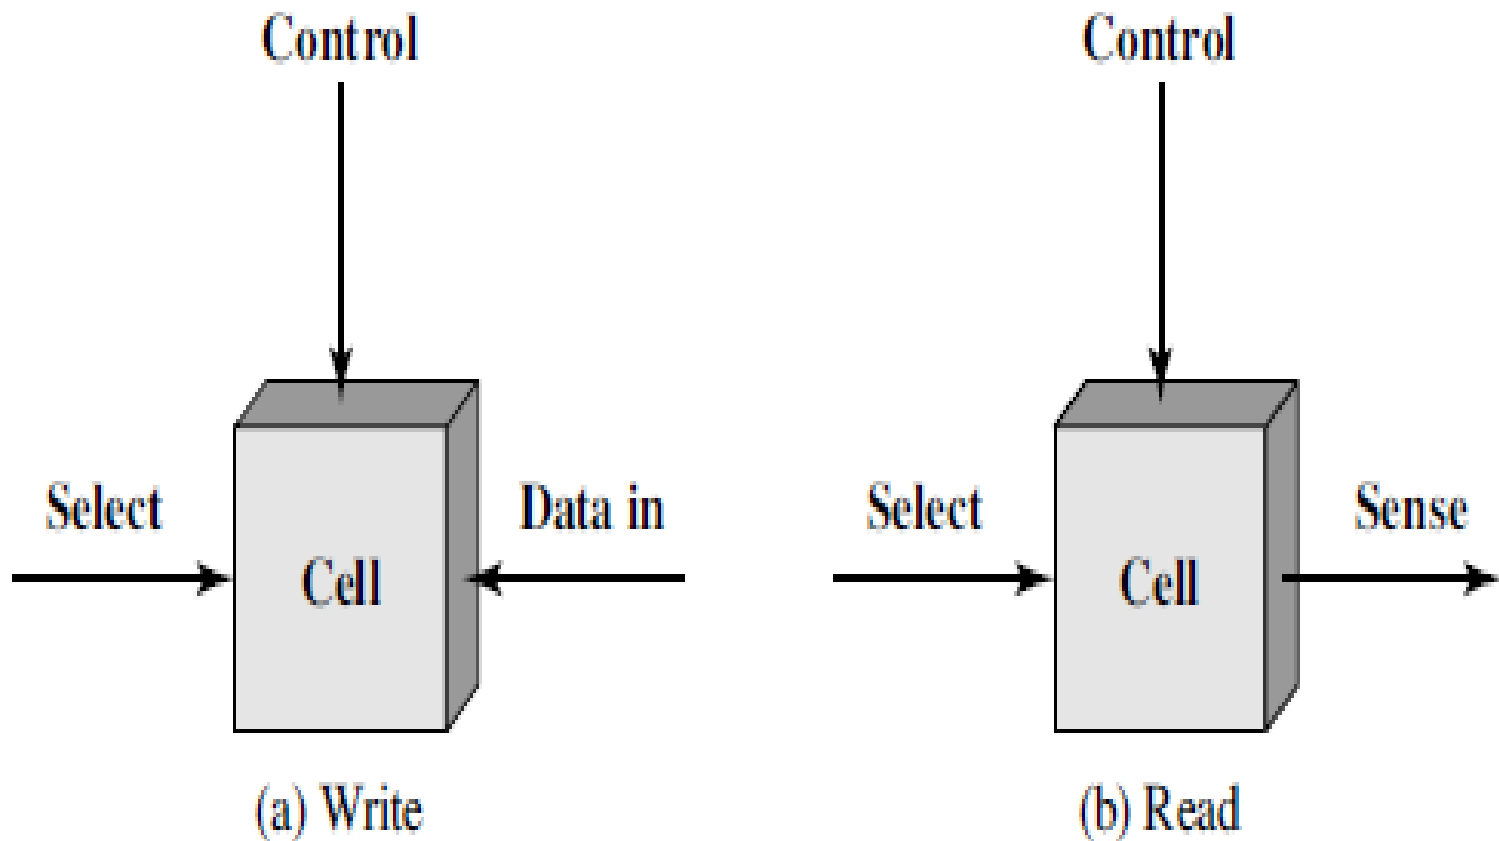 Control
Control
Select
Data in
Select
Sense
Cell
Cell
(a) Write
(b) Read